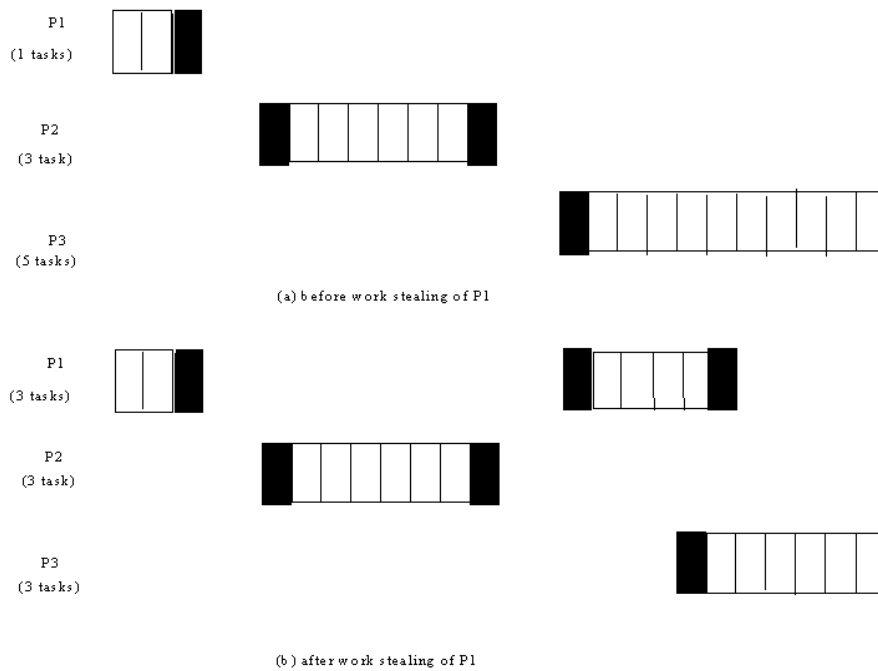 P1
(1 tasks)
P2
(3 task)
P3
(5 tasks)
(a) before work stealing of P1
P1
(3 tasks)
P2
(3 task)
P3
(3 tasks)
(b) after work stealing of P1